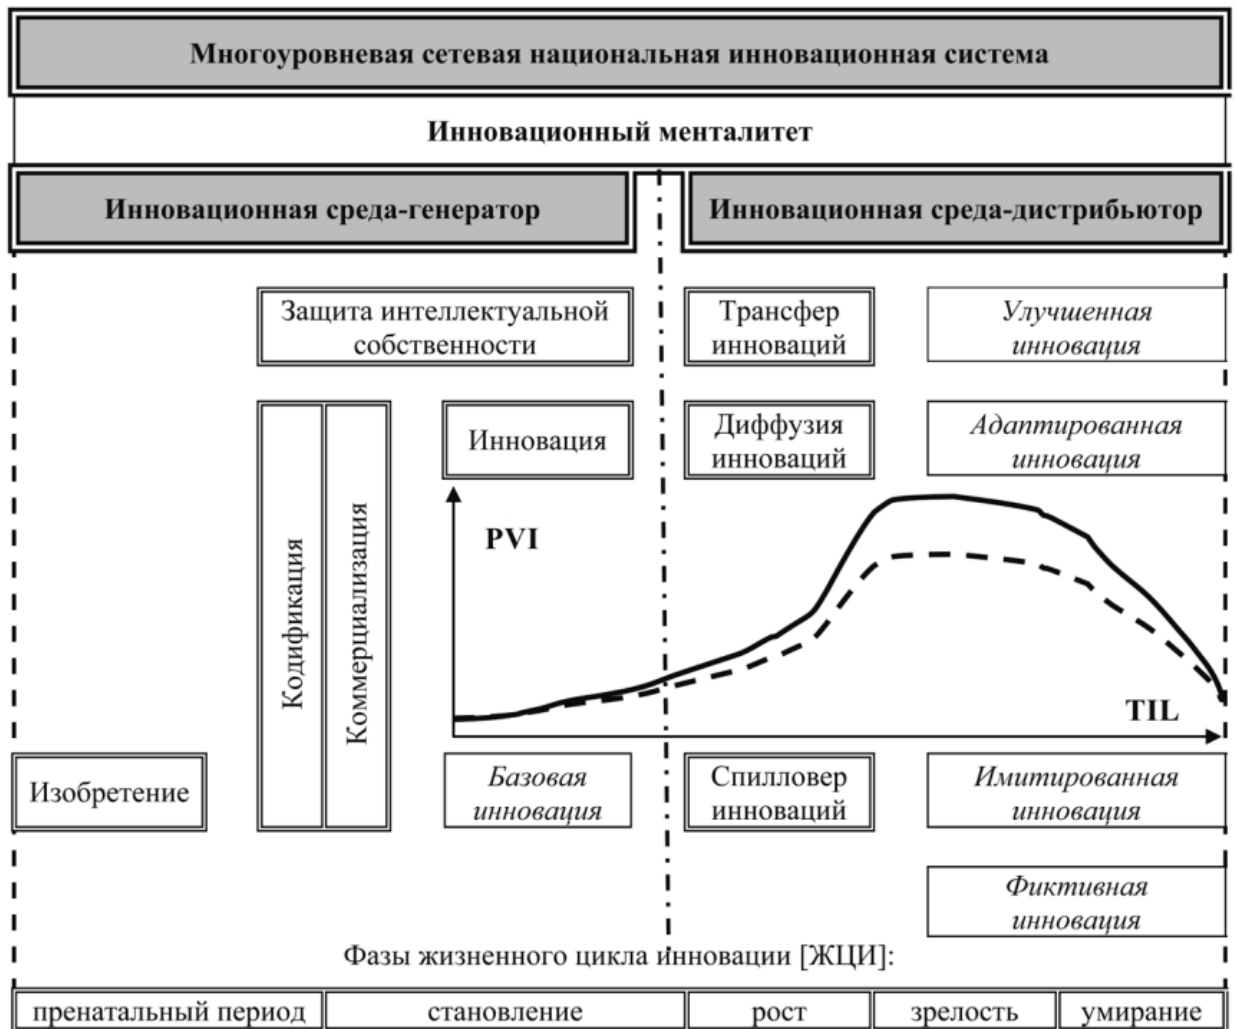 Многоуровневая сетевая национальная инновационная система
Инновационный менталитет
Инновационная среда-генератор
Инновационная среда-дистрибьютор
Защита интеллектуальной
собственности
Трансфер
инноваций
Улучшенная
инновация
Кодификация
Коммерциализация
Инновация
Диффузия
инноваций
Адаптированная
инновация
PVI
TIL
Изобретение
Базовая
инновация
Спилловер
инноваций
Имитированная
инновация
Фиктивная
инновация
Фазы жизненного цикла инновации [ЖЦИ]:
пренатальный период
становление
рост
зрелость
умирание